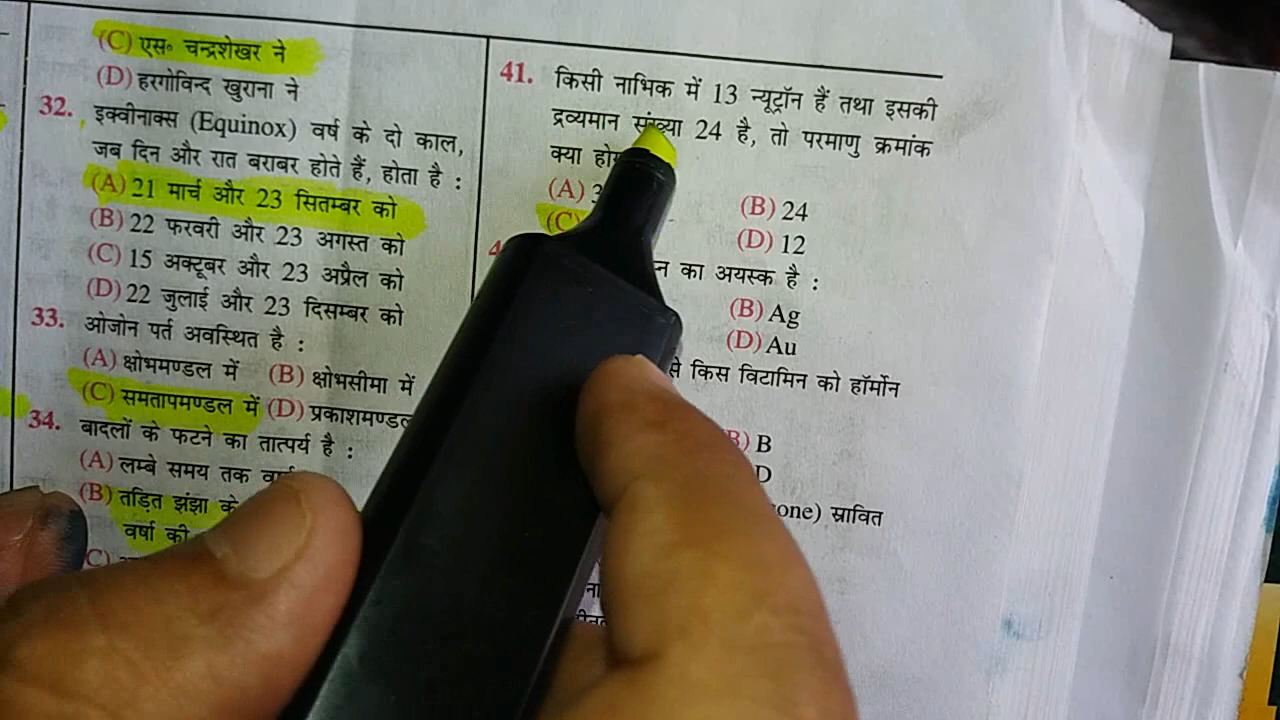 (C) एस॰ चन्द्रशेखर ने
(D) हरगोविन्द खुराना ने
32. इक्वीनाक्स (Equinox) वर्ष के दो काल,
जब दिन और रात बराबर होते हैं, होता है :
(A) 21 मार्च और 23 सितम्बर को
(B) 22 फरवरी और 23 अगस्त को
(C) 15 अक्टूबर और 23 अप्रैल को
(D) 22 जुलाई और 23 दिसम्बर को
33. ओजोन पर्त अवस्थित है :
(A) क्षोभमण्डल में (B) क्षोभसीमा में
(C) समतापमण्डल में (D) प्रकाशमण्डल
34. बादलों के फटने का तात्पर्य है :
(A) लम्बे समय तक
(B) तड़ित झंझा के
वर्षा की
C)
41. किसी नाभिक में 13 न्यूट्रॉन हैं तथा इसकी
द्रव्यमान संख्या 24 है, तो परमाणु क्रमांक
क्या
(A) (B) 24
(C) (D) 12
का अयस्क है :
(B) Ag
(D) Au
से किस विटामिन को हॉर्मोन
B) B
D
one) स्रावित